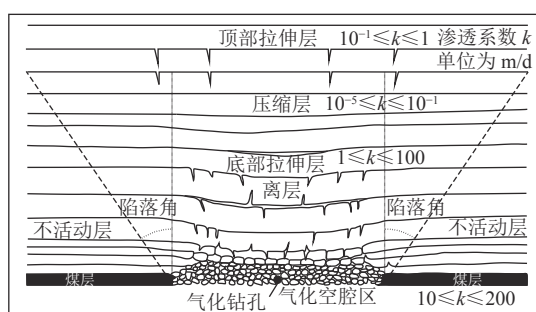 顶部拉伸层 10⁻¹≤k≤1 渗透系数 k
单位为 m/d
压缩层 10⁻⁵≤k≤10⁻¹
底部拉伸层 1≤k≤100
离层
陷落角 陷落角
不活动层 不活动层
煤层 煤层
气化钻孔 气化空腔区 10≤k≤200